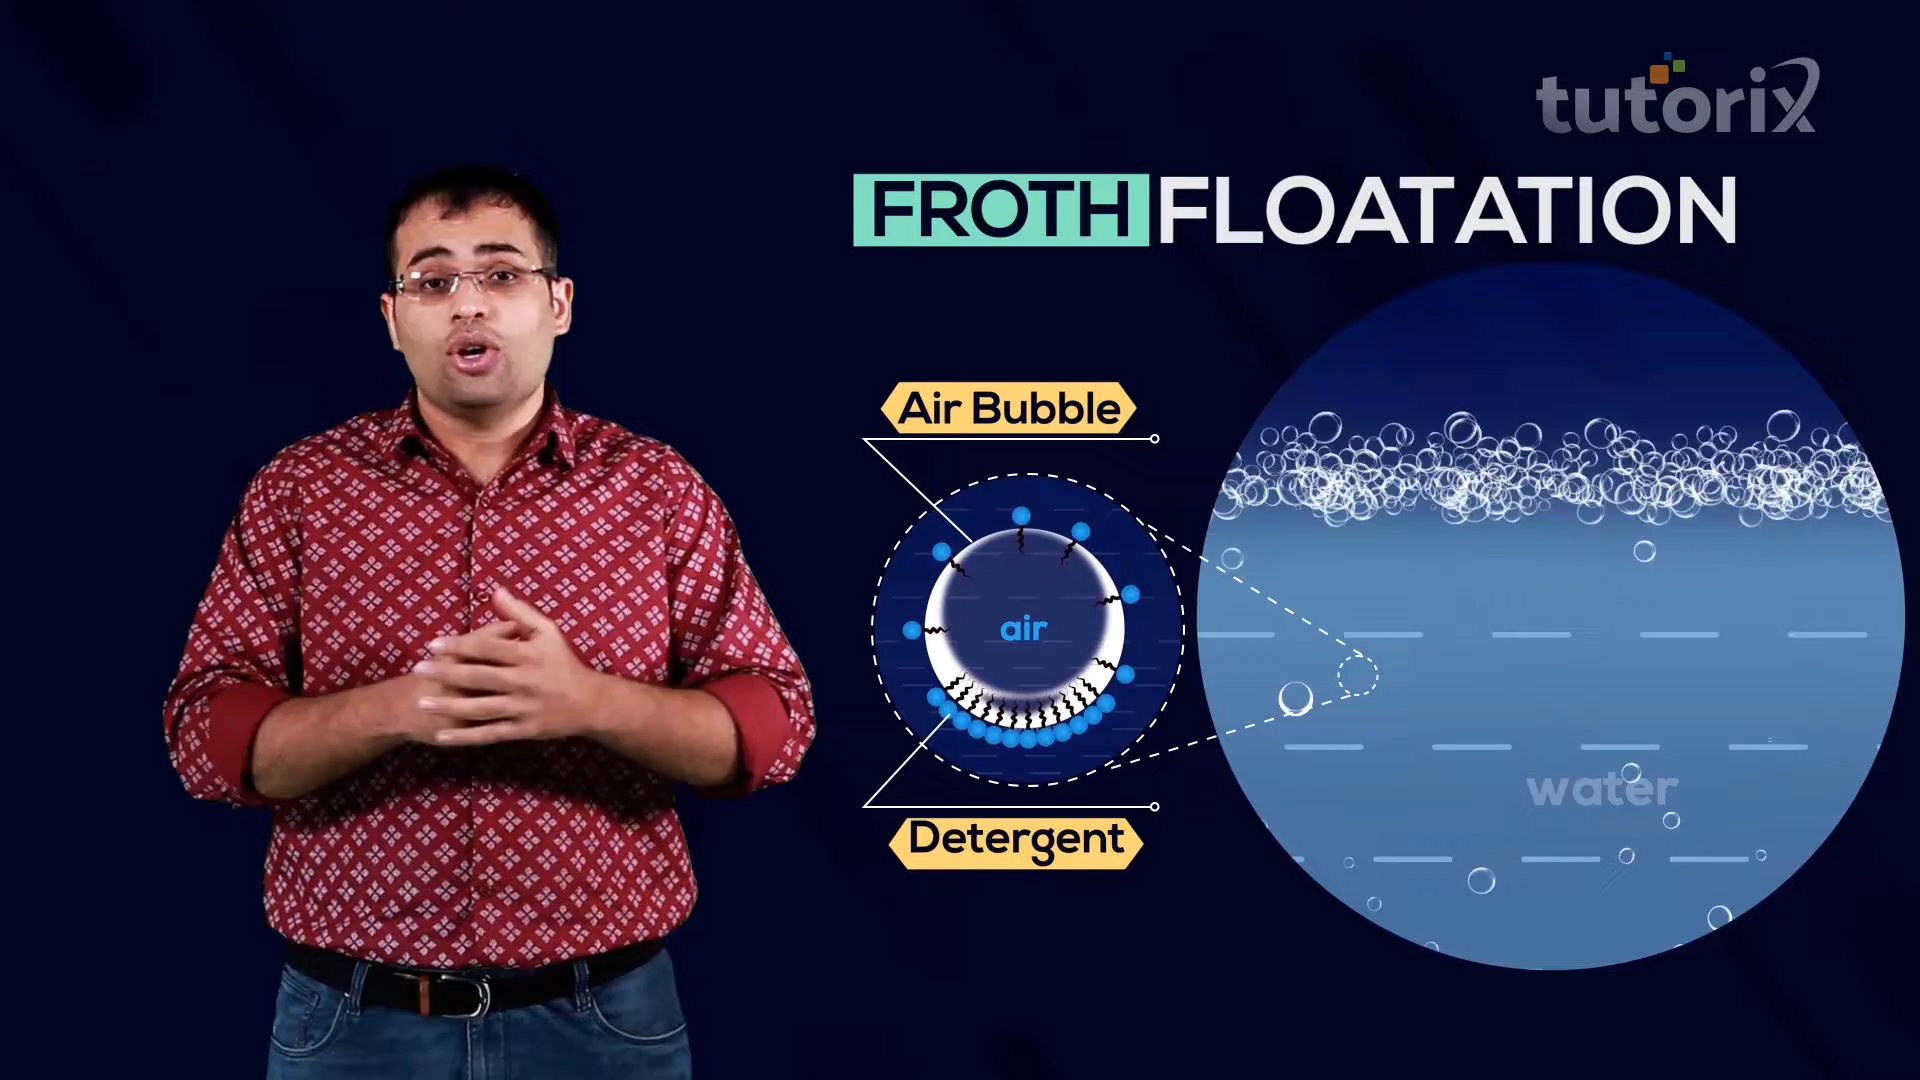 tutorix
FROTH FLOATATION
Air Bubble
air
water
Detergent